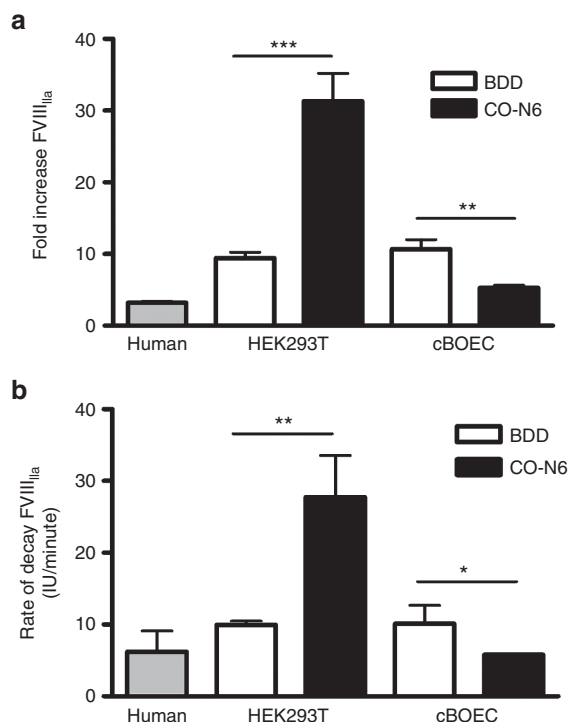 a
40
30
20
10
0
Fold increase FVIIIIIa
***
**
BDD
CO-N6
Human
HEK293T
cBOEC
b
40
30
20
10
0
Rate of decay FVIIIIIa
(IU/minute)
**
*
BDD
CO-N6
Human
HEK293T
cBOEC